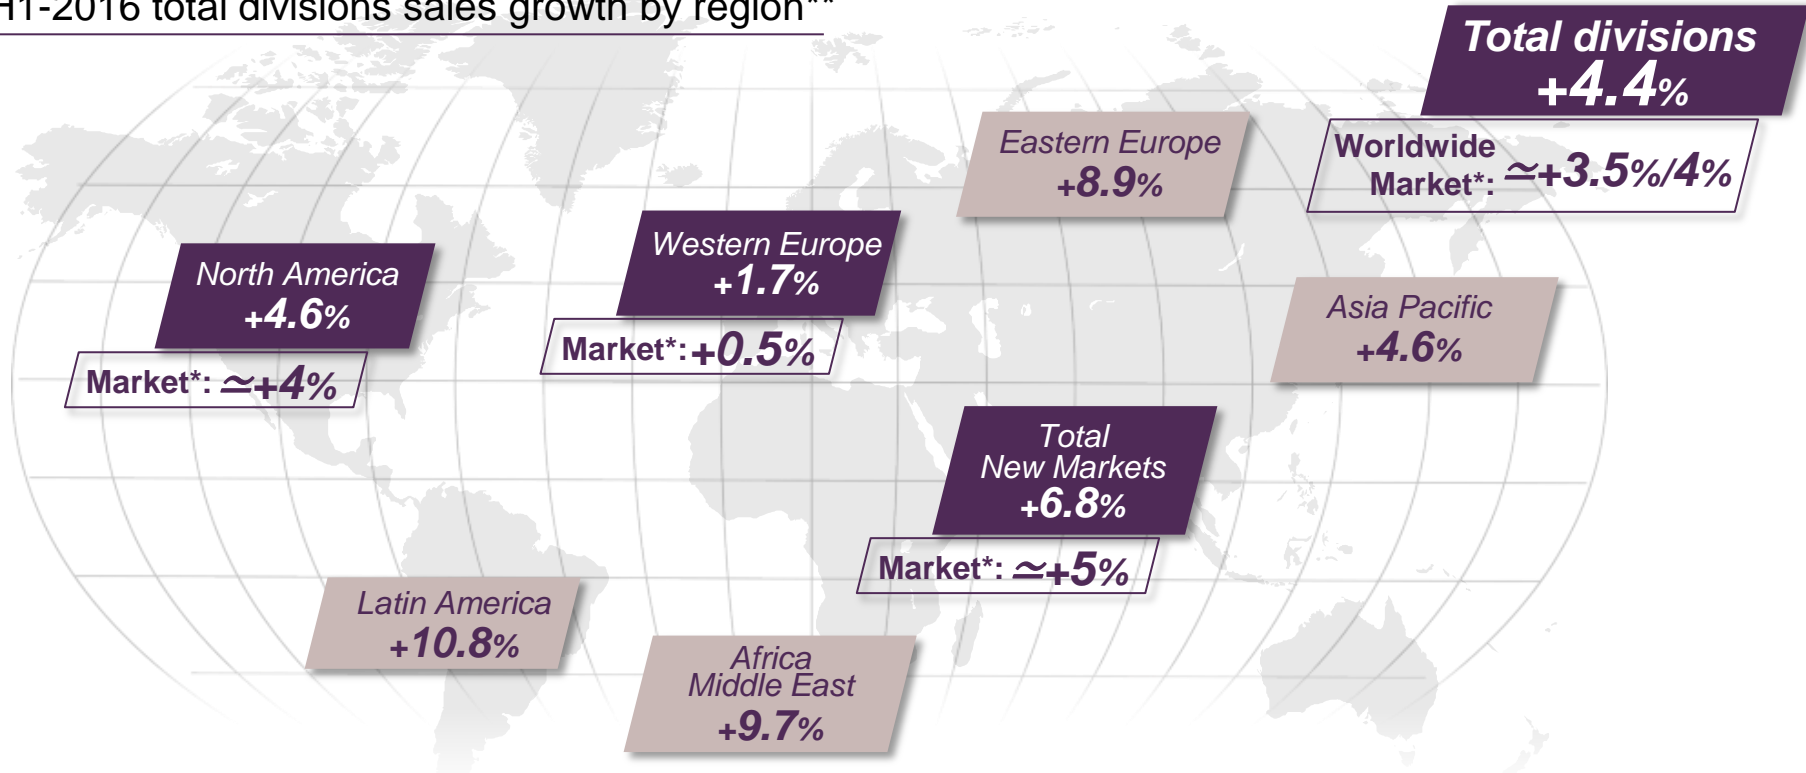 H1-2016 total divisions sales growth by region**
Total divisions
+4.4%
Worldwide
Market*: ≃+3.5%/4%
Eastern Europe
+8.9%
Western Europe
+1.7%
Market*: +0.5%
North America
+4.6%
Market*: ≃+4%
Asia Pacific
+4.6%
Total
New Markets
+6.8%
Market*: ≃+5%
Latin America
+10.8%
Africa
Middle East
+9.7%